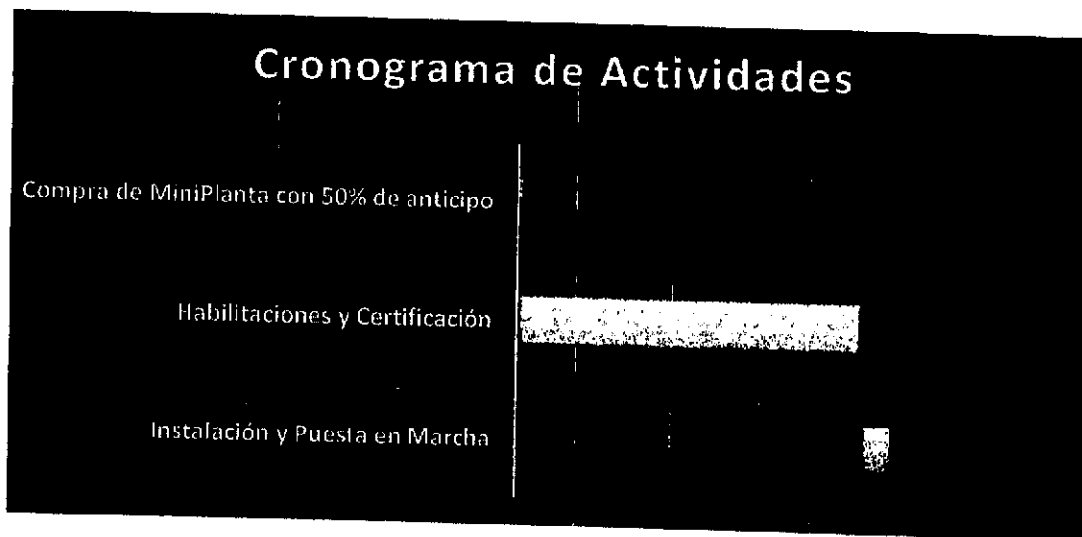 Cronograma de Actividades
Compra de MiniPlanta con 50% de anticipo
Habilitaciones y Certificación
Instalación y Puesta en Marcha